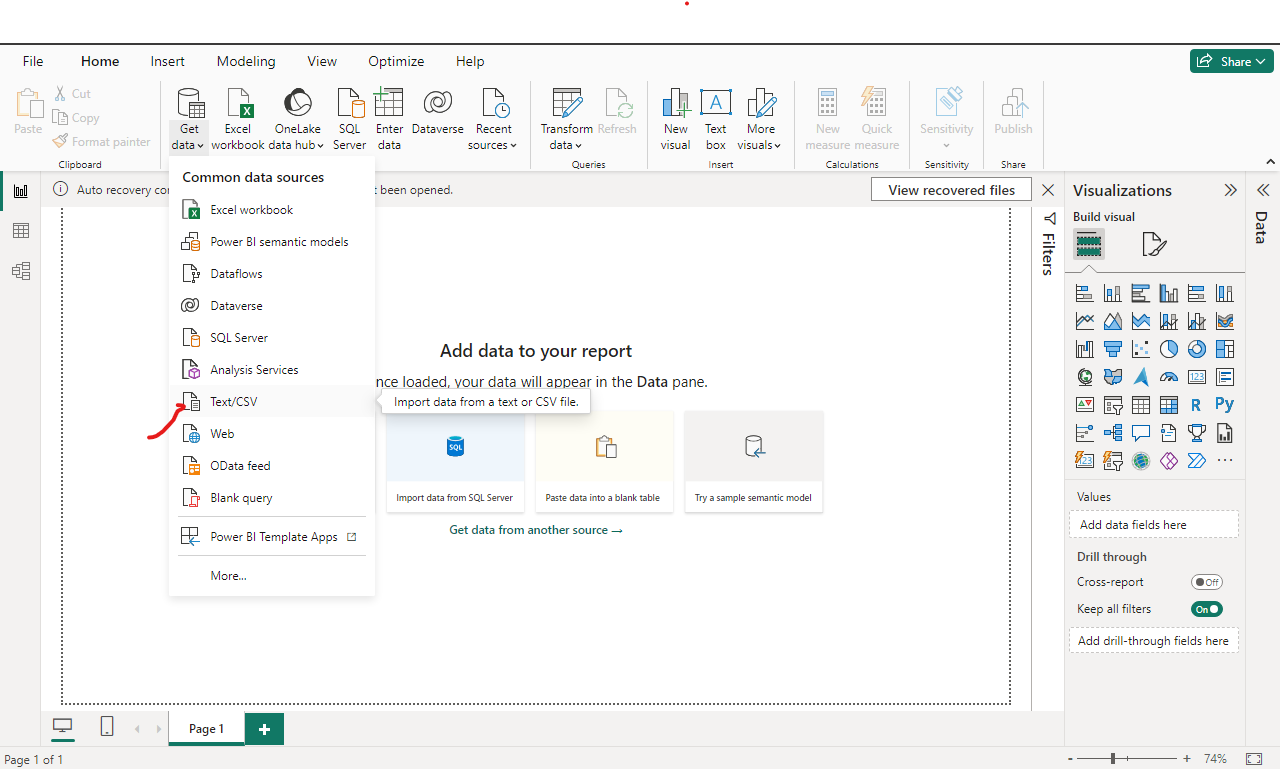 File Home Insert Modeling View Optimize Help Share
Paste
Cut
Copy
Format painter
Clipboard
Get data
Excel workbook
OneLake data hub
SQL Server
Enter data
Dataverse
Recent sources
Transform data
Refresh
Queries
New visual
Text box
More visuals
Insert
New measure
Quick measure
Calculations
Sensitivity
Sensitivity
Publish
Share
Auto recovery
t been opened.
View recovered files
Common data sources
Excel workbook
Power BI semantic models
Dataflows
Dataverse
SQL Server
Analysis Services
Text/CSV
Web
OData feed
Blank query
Power BI Template Apps
More...
Import data from a text or CSV file.
Add data to your report
nce loaded, your data will appear in the Data pane.
SQL
Import data from SQL Server
Paste data into a blank table
Try a sample semantic model
Get data from another source →
Filters
Visualizations
Build visual
123
R
Py
123
Values
Add data fields here
Drill through
Cross-report
Off
Keep all filters
On
Add drill-through fields here
Data
Page 1
Page 1 of 1
- + 74%